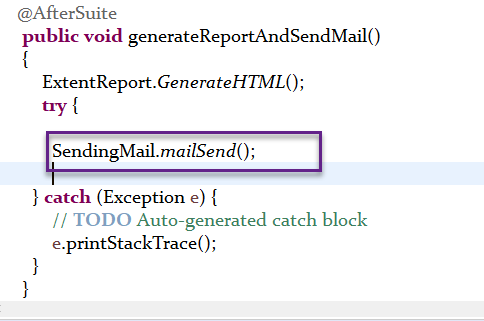 @AfterSuite
public void generateReportAndSendMail()
{
ExtentReport.GenerateHTML();
try {
SendingMail.mailSend();
} catch (Exception e) {
// TODO Auto-generated catch block
e.printStackTrace();
}
}